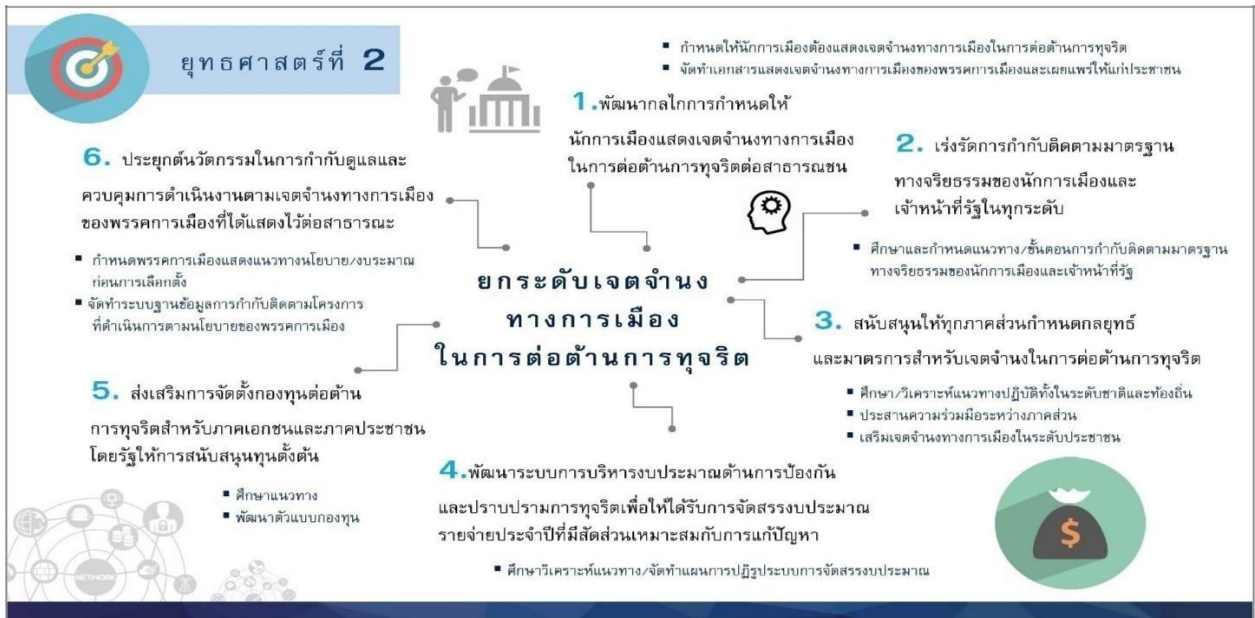 ยุทธศาสตร์ที่ 2
ยกระดับเจตจำนง
ทางการเมือง
ในการต่อต้านการทุจริต
1.พัฒนากลไกการกำหนดให้
นักการเมืองแสดงเจตจำนงทางการเมือง
ในการต่อต้านการทุจริตต่อสาธารณชน
▪ กำหนดให้นักการเมืองต้องแสดงเจตจำนงทางการเมืองในการต่อต้านการทุจริต
▪ จัดทำเอกสารแสดงเจตจำนงทางการเมืองของพรรคการเมืองและเผยแพร่ให้แก่ประชาชน
2. เร่งรัดการกำกับติดตามมาตรฐาน
ทางจริยธรรมของนักการเมืองและ
เจ้าหน้าที่รัฐในทุกระดับ
▪ ศึกษาและกำหนดแนวทาง/ขั้นตอนการกำกับติดตามมาตรฐาน
ทางจริยธรรมของนักการเมืองและเจ้าหน้าที่รัฐ
3. สนับสนุนให้ทุกภาคส่วนกำหนดกลยุทธ์
และมาตรการสำหรับเจตจำนงในการต่อต้านการทุจริต
▪ ศึกษา/วิเคราะห์แนวทางปฏิบัติทั้งในระดับชาติและท้องถิ่น
▪ ประสานความร่วมมือระหว่างภาคส่วน
▪ เสริมเจตจำนงทางการเมืองในระดับประชาชน
4.พัฒนาระบบการบริหารงบประมาณด้านการป้องกัน
และปราบปรามการทุจริตเพื่อให้ได้รับการจัดสรรงบประมาณ
รายจ่ายประจำปีที่มีสัดส่วนเหมาะสมกับการแก้ปัญหา
▪ ศึกษาวิเคราะห์แนวทาง/จัดทำแผนการปฏิรูประบบการจัดสรรงบประมาณ
5. ส่งเสริมการจัดตั้งกองทุนต่อต้าน
การทุจริตสำหรับภาคเอกชนและภาคประชาชน
โดยรัฐให้การสนับสนุนทุนตั้งต้น
▪ ศึกษาแนวทาง
▪ พัฒนาตัวแบบกองทุน
6. ประยุกต์นวัตกรรมในการกำกับดูแลและ
ควบคุมการดำเนินงานตามเจตจำนงทางการเมือง
ของพรรคการเมืองที่ได้แสดงไว้ต่อสาธารณะ
▪ กำหนดพรรคการเมืองแสดงแนวทางนโยบาย/งบประมาณ
ก่อนการเลือกตั้ง
▪ จัดทำระบบฐานข้อมูลการกำกับติดตามโครงการ
ที่ดำเนินการตามนโยบายของพรรคการเมือง
NETWORK
$